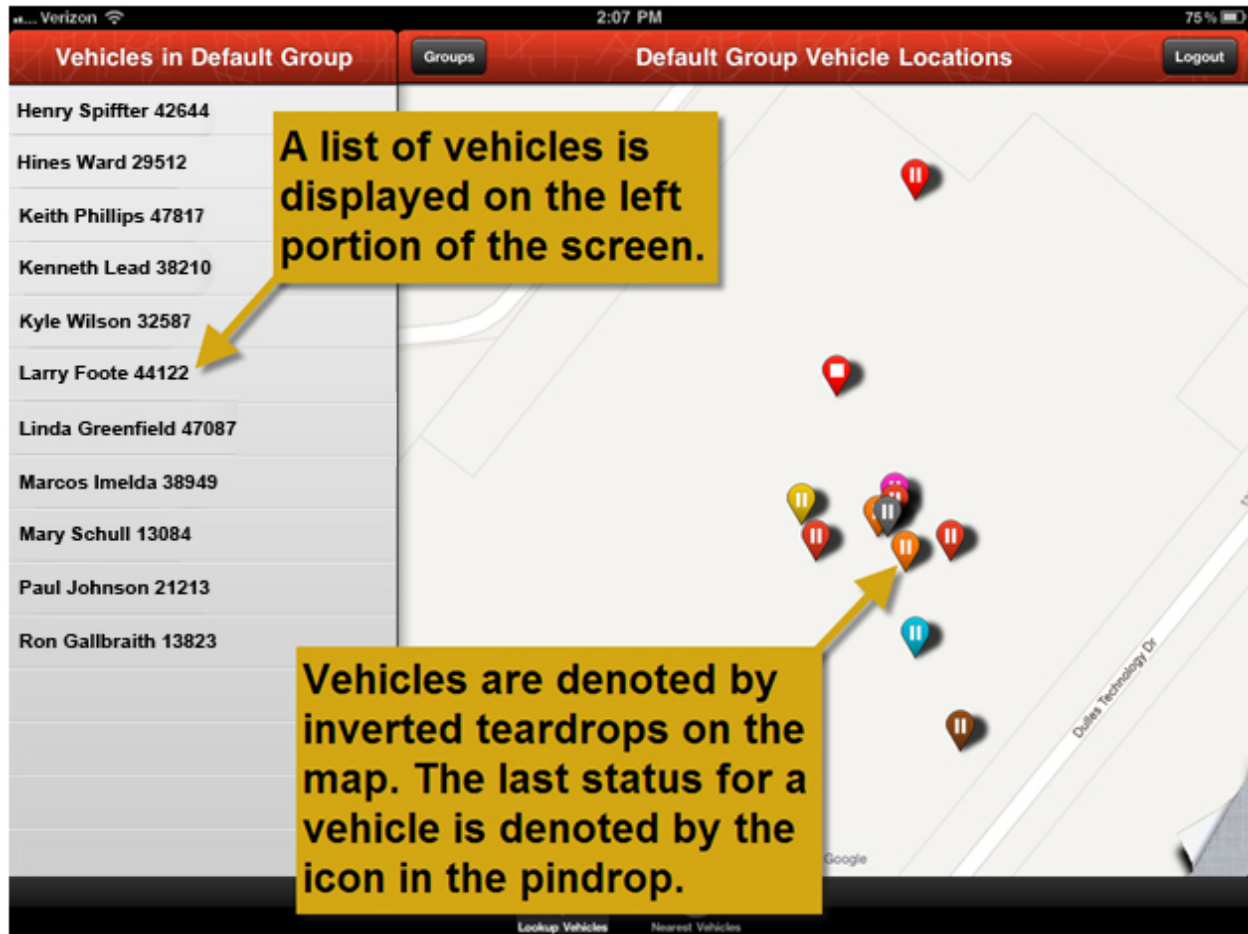 Verizon 2:07 PM 75%
Vehicles in Default Group
Groups
Default Group Vehicle Locations
Logout
Henry Spiffter 42644
Hines Ward 29512
Keith Phillips 47817
Kenneth Lead 38210
Kyle Wilson 32587
Larry Foote 44122
Linda Greenfield 47087
Marcos Imelda 38949
Mary Schull 13084
Paul Johnson 21213
Ron Gallbraith 13823
A list of vehicles is
displayed on the left
portion of the screen.
Vehicles are denoted by
inverted teardrops on the
map. The last status for a
vehicle is denoted by the
icon in the pindrop.
Dulles Technology Dr
Google
Lookup Vehicles
Nearest Vehicles